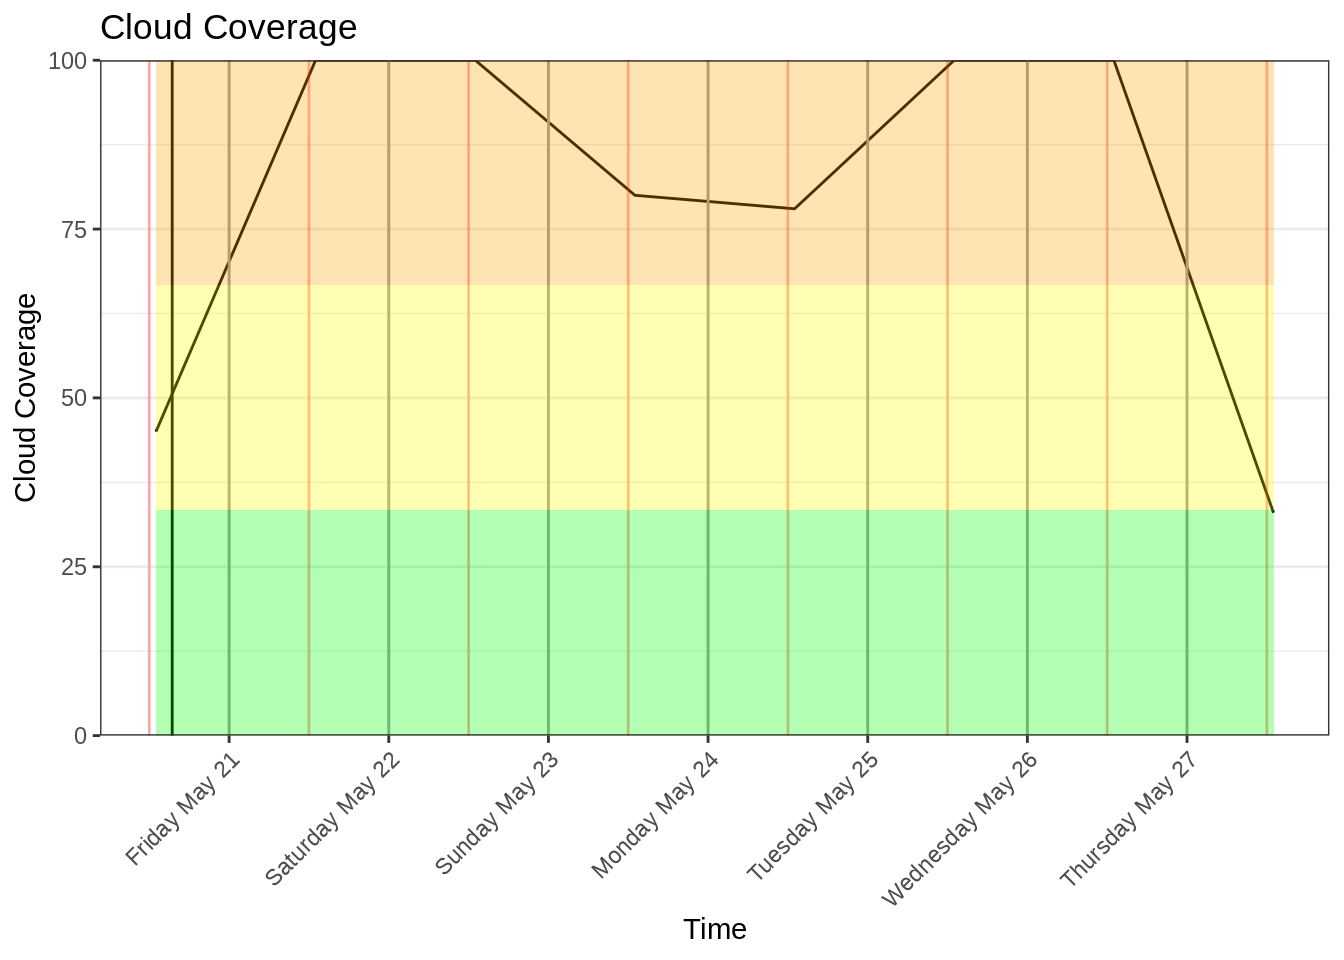 Cloud Coverage
100
75
50
25
0
Cloud Coverage
Friday May 21
Saturday May 22
Sunday May 23
Monday May 24
Tuesday May 25
Wednesday May 26
Thursday May 27
Time